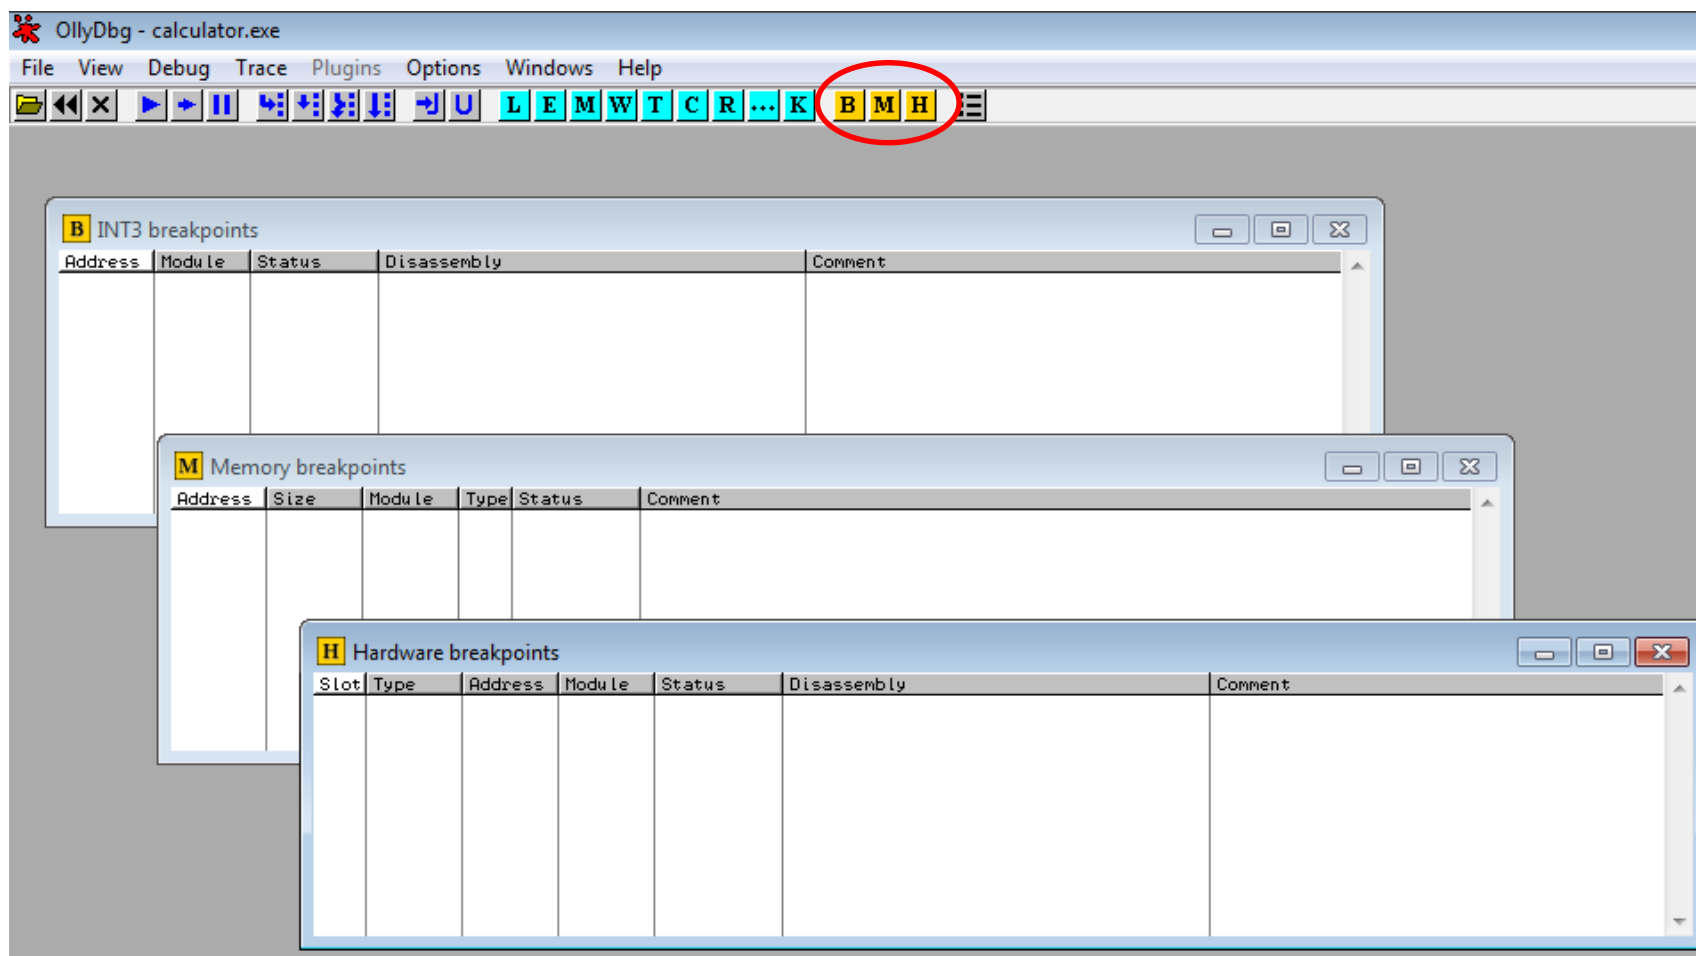 OllyDbg - calculator.exe
File View Debug Trace Plugins Options Windows Help
L E M W T C R ... K B M H
B INT3 breakpoints
Address Module Status Disassembly Comment
M Memory breakpoints
Address Size Module Type Status Comment
H Hardware breakpoints
Slot Type Address Module Status Disassembly Comment